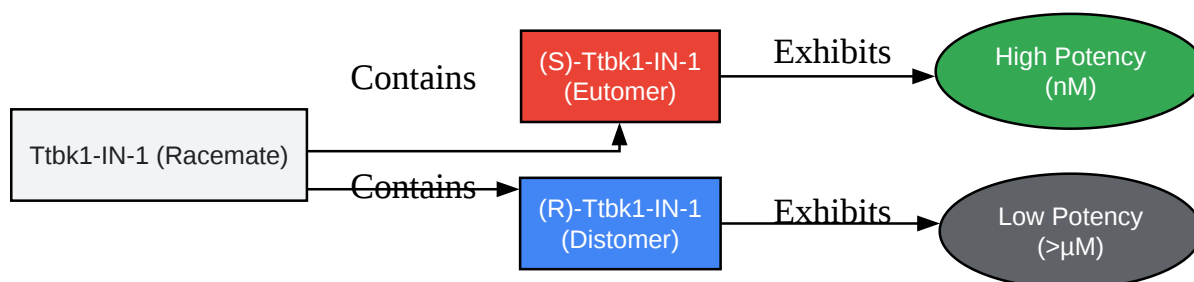 Ttbk1-IN-1 (Racemate)
Contains
(S)-Ttbk1-IN-1
(Eutomer)
Exhibits
High Potency
(nM)
Contains
(R)-Ttbk1-IN-1
(Distomer)
Exhibits
Low Potency
(>µM)